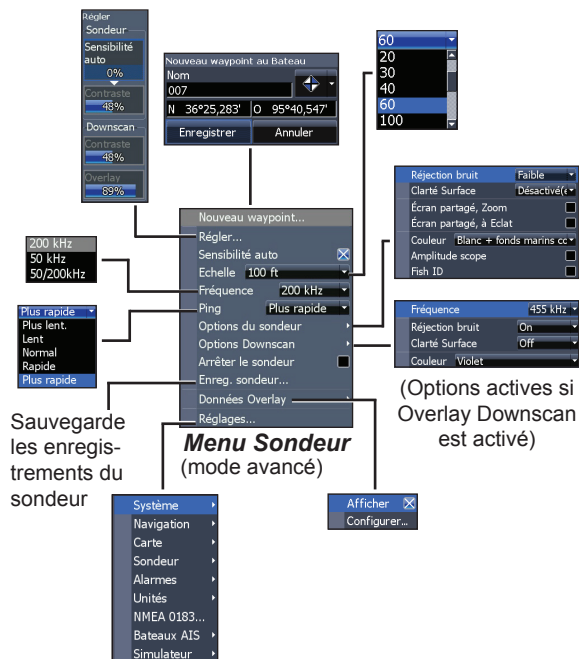 Régler
Sondeur
Sensibilité
auto
0%
Contraste
48%
Downscan
Contraste
48%
Overlay
89%
Nouveau waypoint au Bateau
Nom
007
N 36°25,283' O 95°40,547'
Enregistrer Annuler
60
20
30
40
60
100
Réjection bruit Faible
Clarté Surface Désactivé(e
Écran partagé, Zoom
Écran partagé, à Eclat
Couleur Blanc + fonds marins cc
Amplitude scope
Fish ID
200 kHz
50 kHz
50/200kHz
Nouveau waypoint...
Régler...
Sensibilité auto
Echelle 100 ft
Fréquence 200 kHz
Ping Plus rapide
Options du sondeur
Options Downscan
Arrêter le sondeur
Enreg. sondeur...
Données Overlay
Réglages...
Plus rapide
Plus lent.
Lent
Normal
Rapide
Plus rapide
Fréquence 455 kHz
Réjection bruit On
Clarté Surface Off
Couleur Violet
(Options actives si
Overlay Downscan
est activé)
Sauvegarde
les enregis-
trements du
sondeur
Menu Sondeur
(mode avancé)
Afficher
Configurer...
Système
Navigation
Carte
Sondeur
Alarmes
Unités
NMEA 0183...
Bateaux AIS
Simulateur